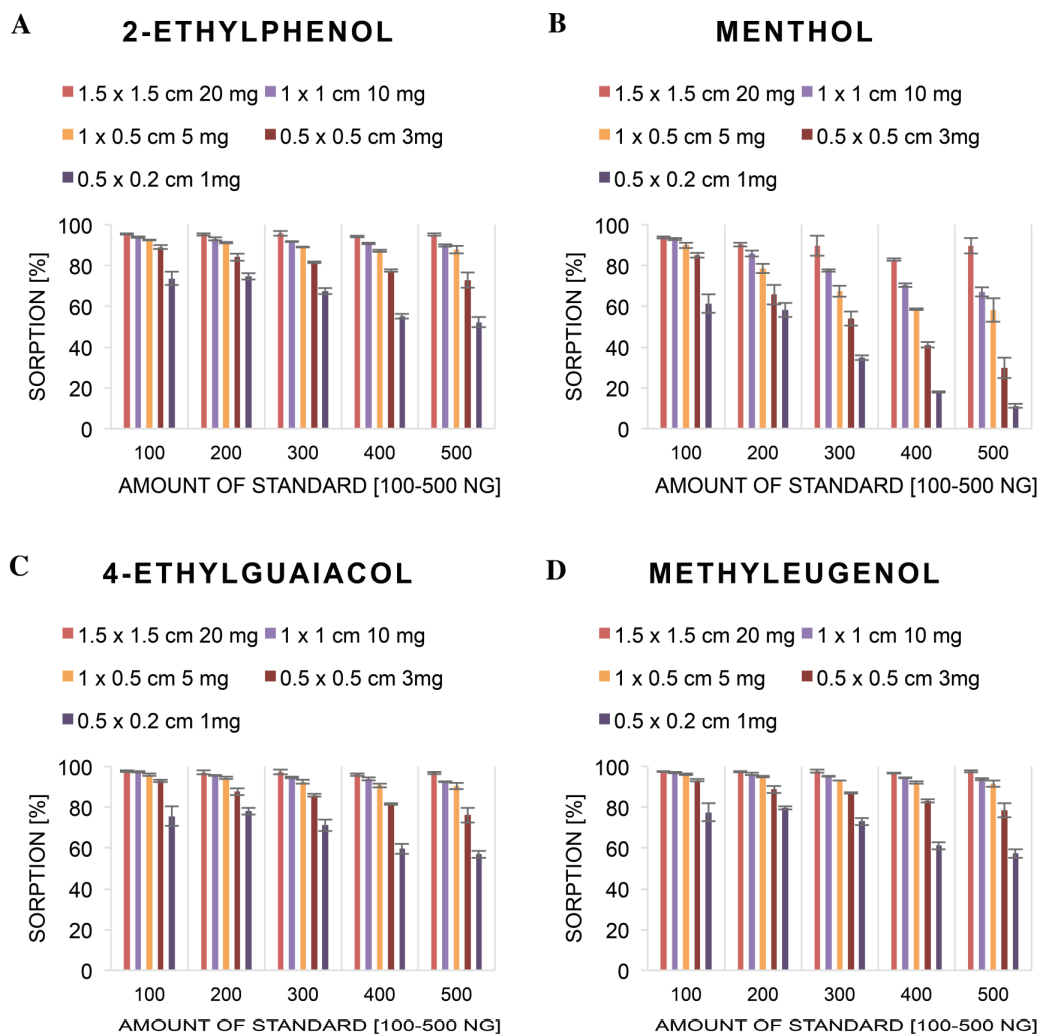 A
2-ETHYLPHENOL
1.5 x 1.5 cm 20 mg 1 x 1 cm 10 mg
1 x 0.5 cm 5 mg 0.5 x 0.5 cm 3mg
0.5 x 0.2 cm 1mg
SORPTION [%]
100
80
60
40
20
0
100 200 300 400 500
AMOUNT OF STANDARD [100-500 NG]
B
MENTHOL
1.5 x 1.5 cm 20 mg 1 x 1 cm 10 mg
1 x 0.5 cm 5 mg 0.5 x 0.5 cm 3mg
0.5 x 0.2 cm 1mg
SORPTION [%]
100
80
60
40
20
0
100 200 300 400 500
AMOUNT OF STANDARD [100-500 NG]
C
4-ETHYLGUAIACOL
1.5 x 1.5 cm 20 mg 1 x 1 cm 10 mg
1 x 0.5 cm 5 mg 0.5 x 0.5 cm 3mg
0.5 x 0.2 cm 1mg
SORPTION [%]
100
80
60
40
20
0
100 200 300 400 500
AMOUNT OF STANDARD [100-500 NG]
D
METHYLEUGENOL
1.5 x 1.5 cm 20 mg 1 x 1 cm 10 mg
1 x 0.5 cm 5 mg 0.5 x 0.5 cm 3mg
0.5 x 0.2 cm 1mg
SORPTION [%]
100
80
60
40
20
0
100 200 300 400 500
AMOUNT OF STANDARD [100-500 NG]